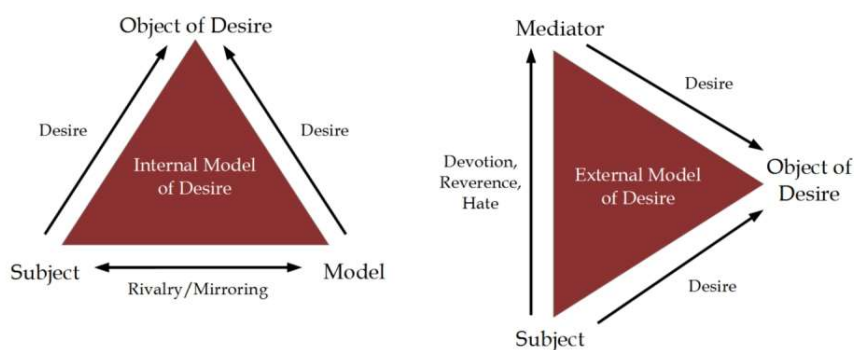 Object of Desire
Desire
Desire
Internal Model
of Desire
Subject
Model
Rivalry/Mirroring
Mediator
Desire
Devotion,
Reverence,
Hate
External Model
of Desire
Object of
Desire
Desire
Subject